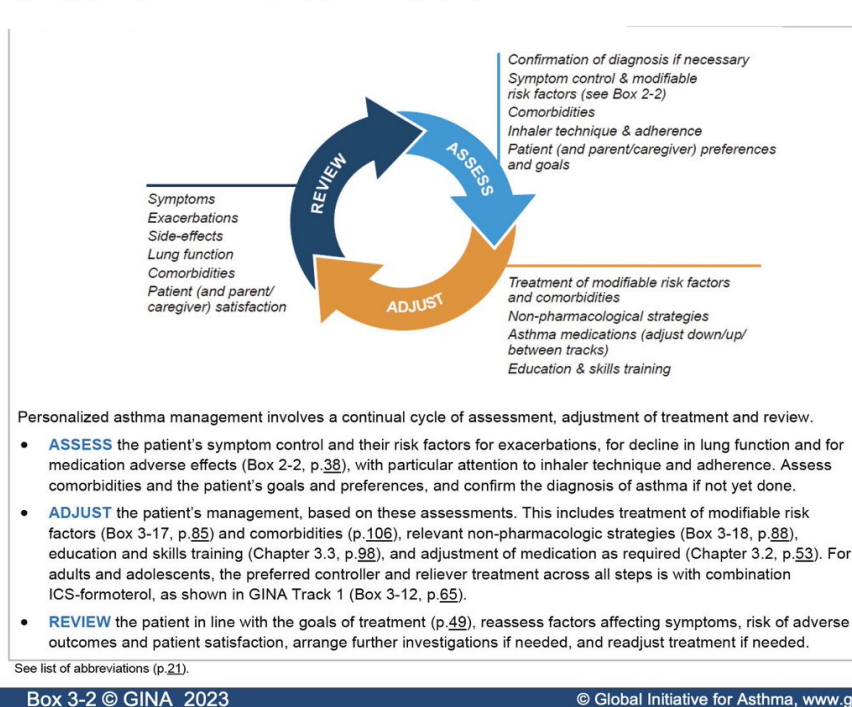 Confirmation of diagnosis if necessary
Symptom control & modifiable
risk factors (see Box 2-2)
Comorbidities
Inhaler technique & adherence
Patient (and parent/caregiver) preferences
and goals
REVIEW
ASSESS
ADJUST
Symptoms
Exacerbations
Side-effects
Lung function
Comorbidities
Patient (and parent/
caregiver) satisfaction
Treatment of modifiable risk factors
and comorbidities
Non-pharmacological strategies
Asthma medications (adjust down/up/
between tracks)
Education & skills training
Personalized asthma management involves a continual cycle of assessment, adjustment of treatment and review.
• ASSESS the patient's symptom control and their risk factors for exacerbations, for decline in lung function and for
medication adverse effects (Box 2-2, p.38), with particular attention to inhaler technique and adherence. Assess
comorbidities and the patient's goals and preferences, and confirm the diagnosis of asthma if not yet done.
• ADJUST the patient's management, based on these assessments. This includes treatment of modifiable risk
factors (Box 3-17, p.85) and comorbidities (p.106), relevant non-pharmacologic strategies (Box 3-18, p.88),
education and skills training (Chapter 3.3, p.98), and adjustment of medication as required (Chapter 3.2, p.53). For
adults and adolescents, the preferred controller and reliever treatment across all steps is with combination
ICS-formoterol, as shown in GINA Track 1 (Box 3-12, p.65).
• REVIEW the patient in line with the goals of treatment (p.49), reassess factors affecting symptoms, risk of adverse
outcomes and patient satisfaction, arrange further investigations if needed, and readjust treatment if needed.
See list of abbreviations (p.21).
Box 3-2 © GINA 2023
© Global Initiative for Asthma, www.g